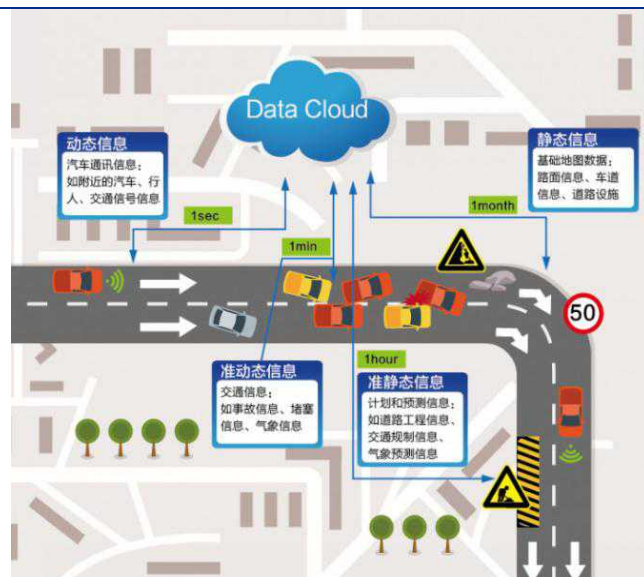 Data Cloud
动态信息
汽车通讯信息：
如附近的汽车、行
人、交通信号信息
静态信息
基础地图数据：
路面信息、车道
信息、道路设施
1sec
1min
1month
50
1hour
准动态信息
交通信息：
如事故信息、堵塞
信息、气象信息
准静态信息
计划和预测信息：
如道路工程信息、
交通规制信息、
气象预测信息